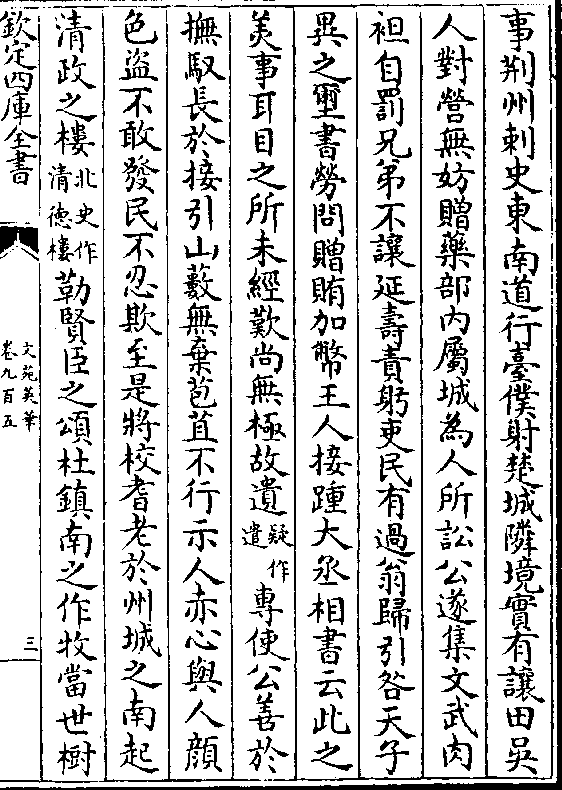 事荆州刺史東南道行臺僕射楚城隣境實有讓田吳
人對營無妨贈藥部内屬城為人所訟公遂集文武肉
袒自罰兄弟不讓延壽責躬吏民有過翁歸引咎天子
異之璽書勞問贈賄加幣王人接踵大丞相書云此之
美事耳目之所未經歎尚無極故遺疑作遣專使公善於
撫馭長於接引山藪無棄苞苴不行示人赤心與人顔
色盜不敢發民不忍欺至是將校耆老於州城之南起
清政之樓北史作清德樓勒賢臣之頌杜鎮南之作牧當世樹
欽定四庫全書
文苑英華
卷九百五
三